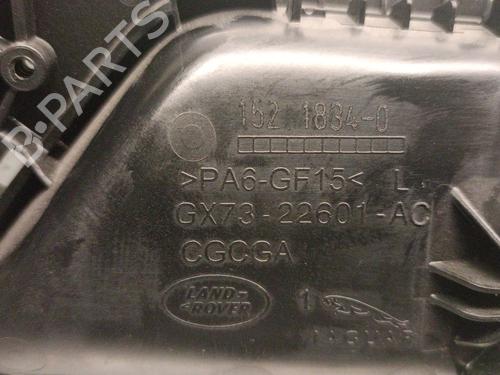 152 1834-0
>PA6-GF15< L
GX73-22601-AC
CGCGA
LAND-
-ROVER
1
JAGUAR
B-PARTS